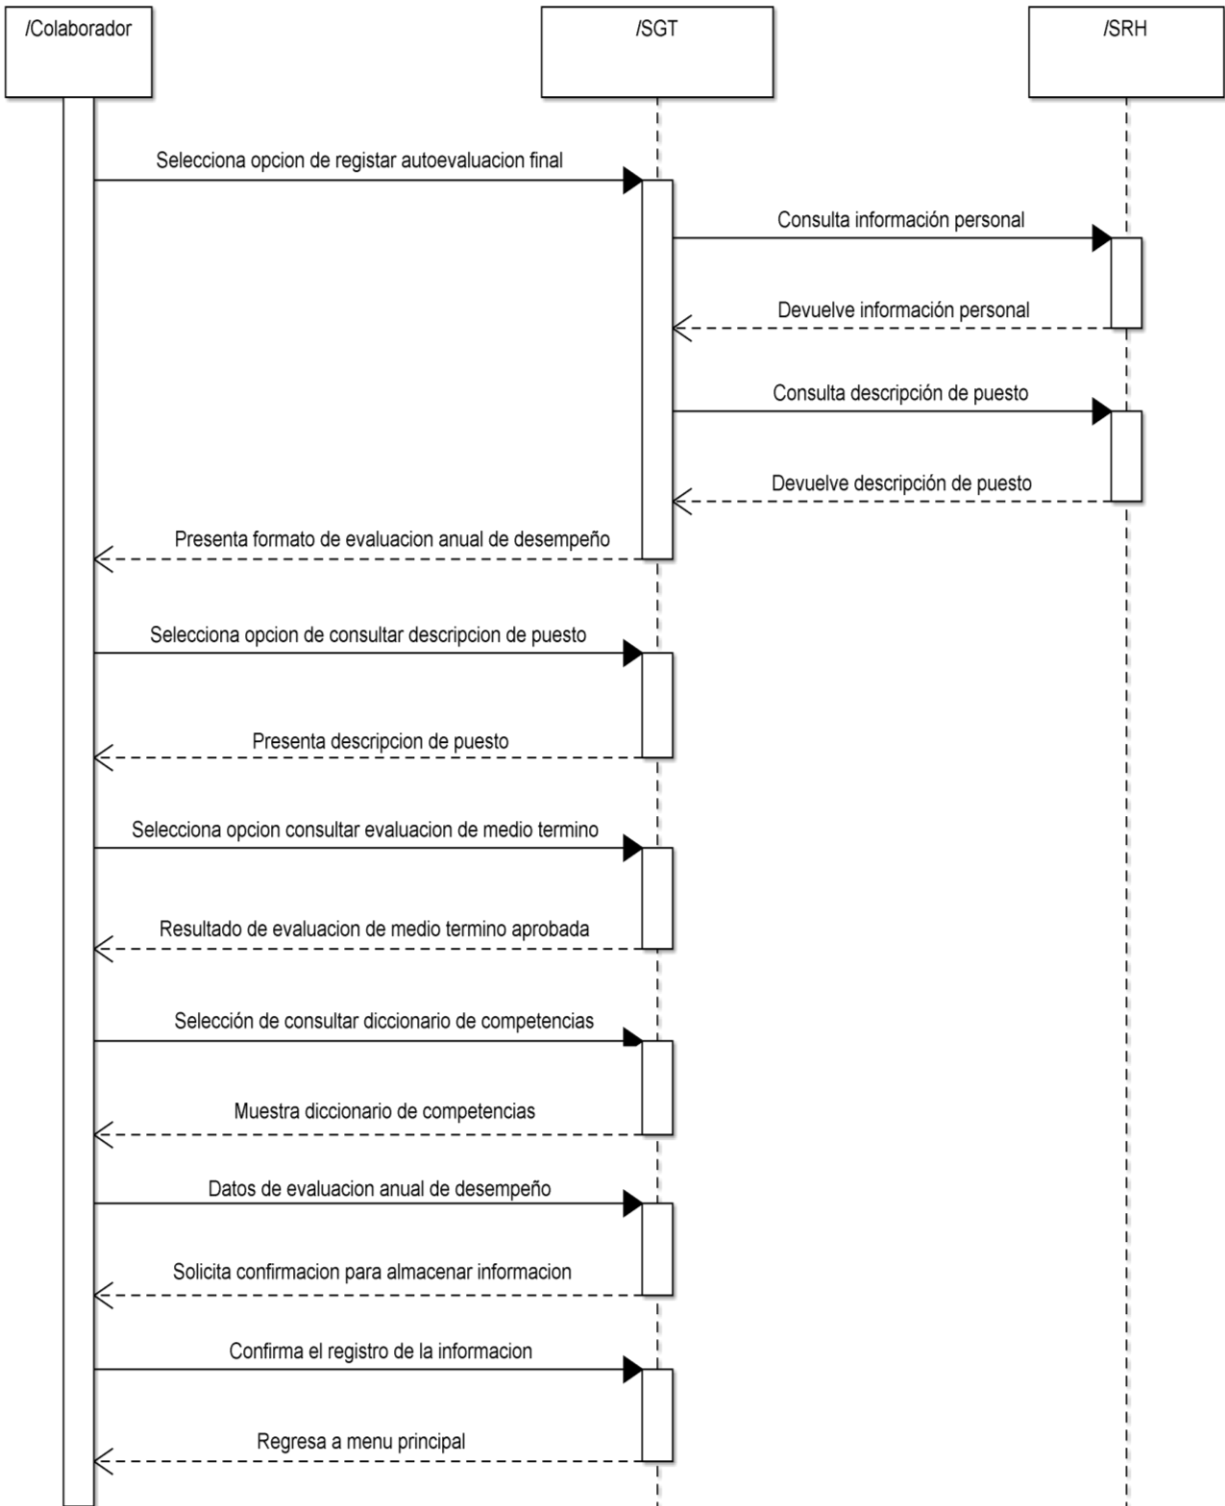 /Colaborador
/SGT
/SRH
Selecciona opcion de registar autoevaluacion final
Consulta información personal
Devuelve información personal
Consulta descripción de puesto
Devuelve descripción de puesto
Presenta formato de evaluacion anual de desempeño
Selecciona opcion de consultar descripcion de puesto
Presenta descripcion de puesto
Selecciona opcion consultar evaluacion de medio termino
Resultado de evaluacion de medio termino aprobada
Selección de consultar diccionario de competencias
Muestra diccionario de competencias
Datos de evaluacion anual de desempeño
Solicita confirmacion para almacenar informacion
Confirma el registro de la informacion
Regresa a menu principal